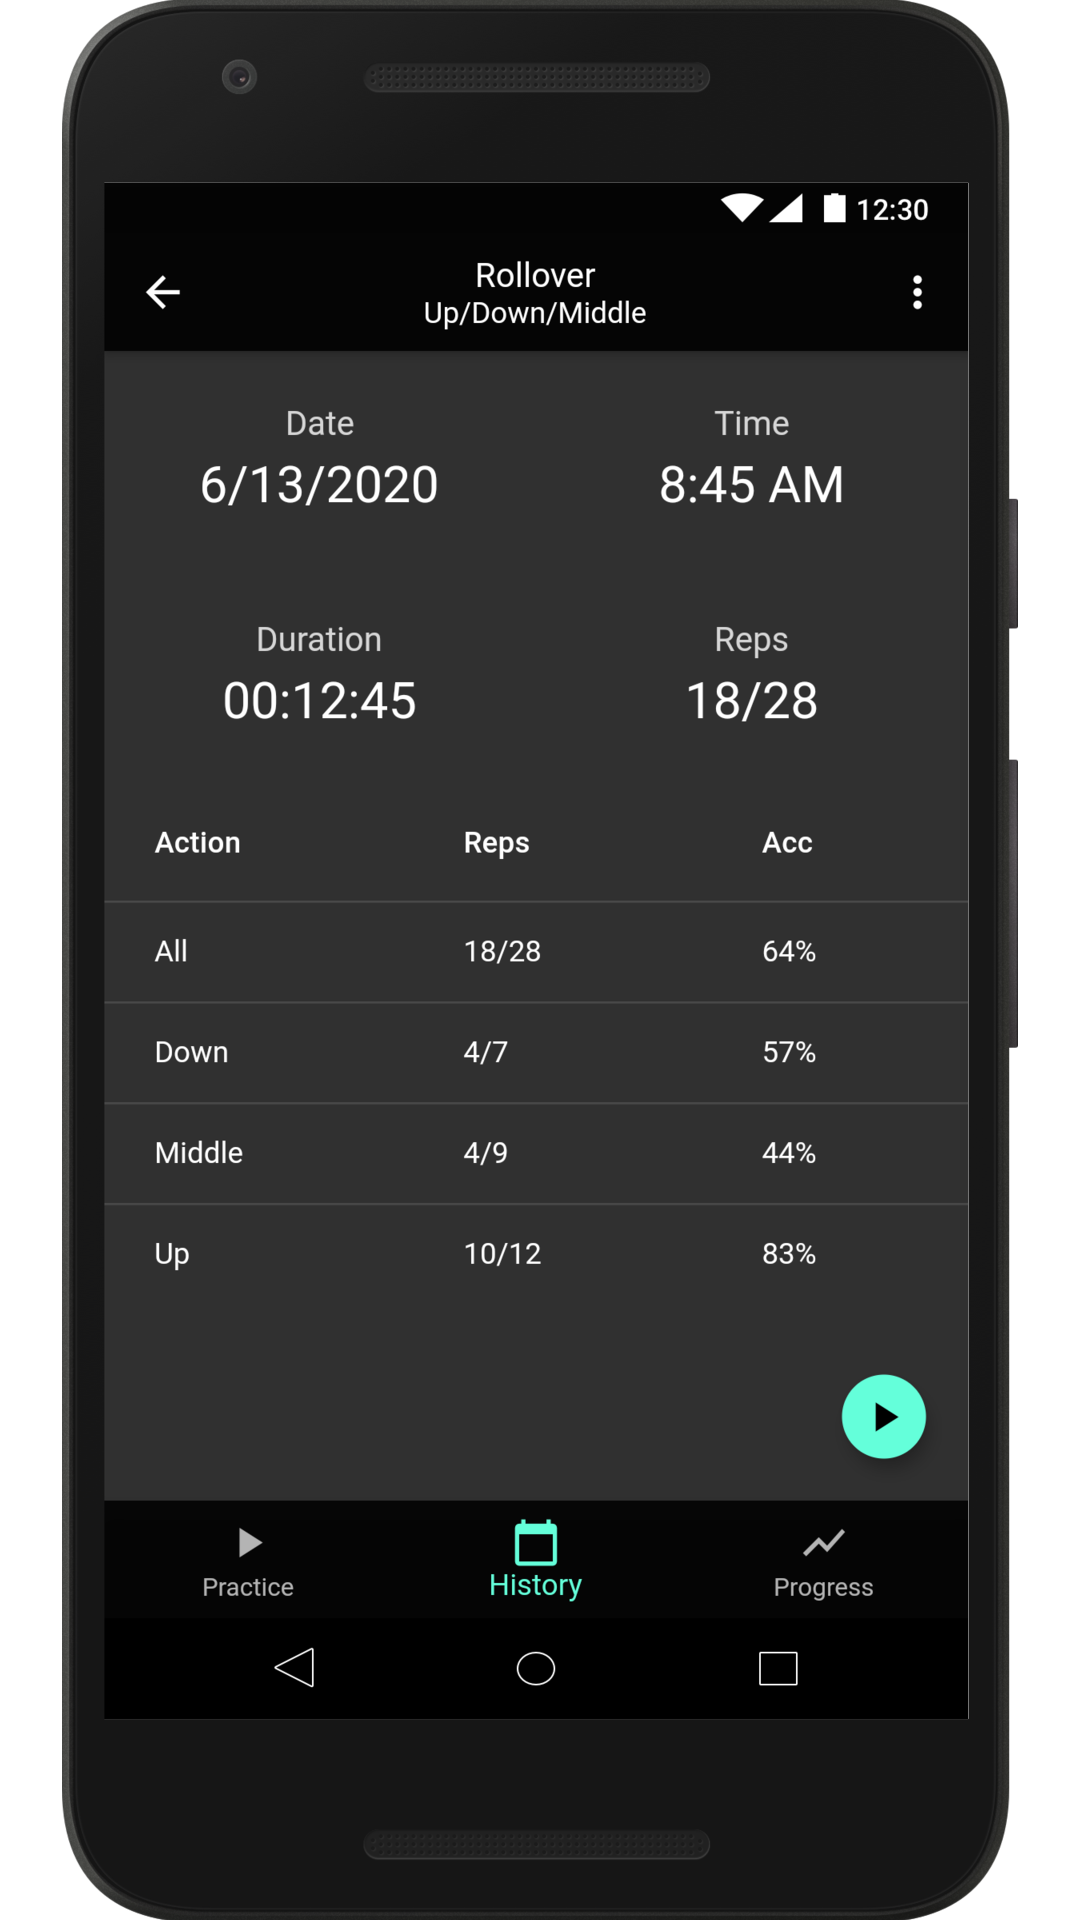 12:30
Rollover
Up/Down/Middle
Date Time
6/13/2020 8:45 AM
Duration Reps
00:12:45 18/28
Action Reps Acc
All 18/28 64%
Down 4/7 57%
Middle 4/9 44%
Up 10/12 83%
Practice History Progress